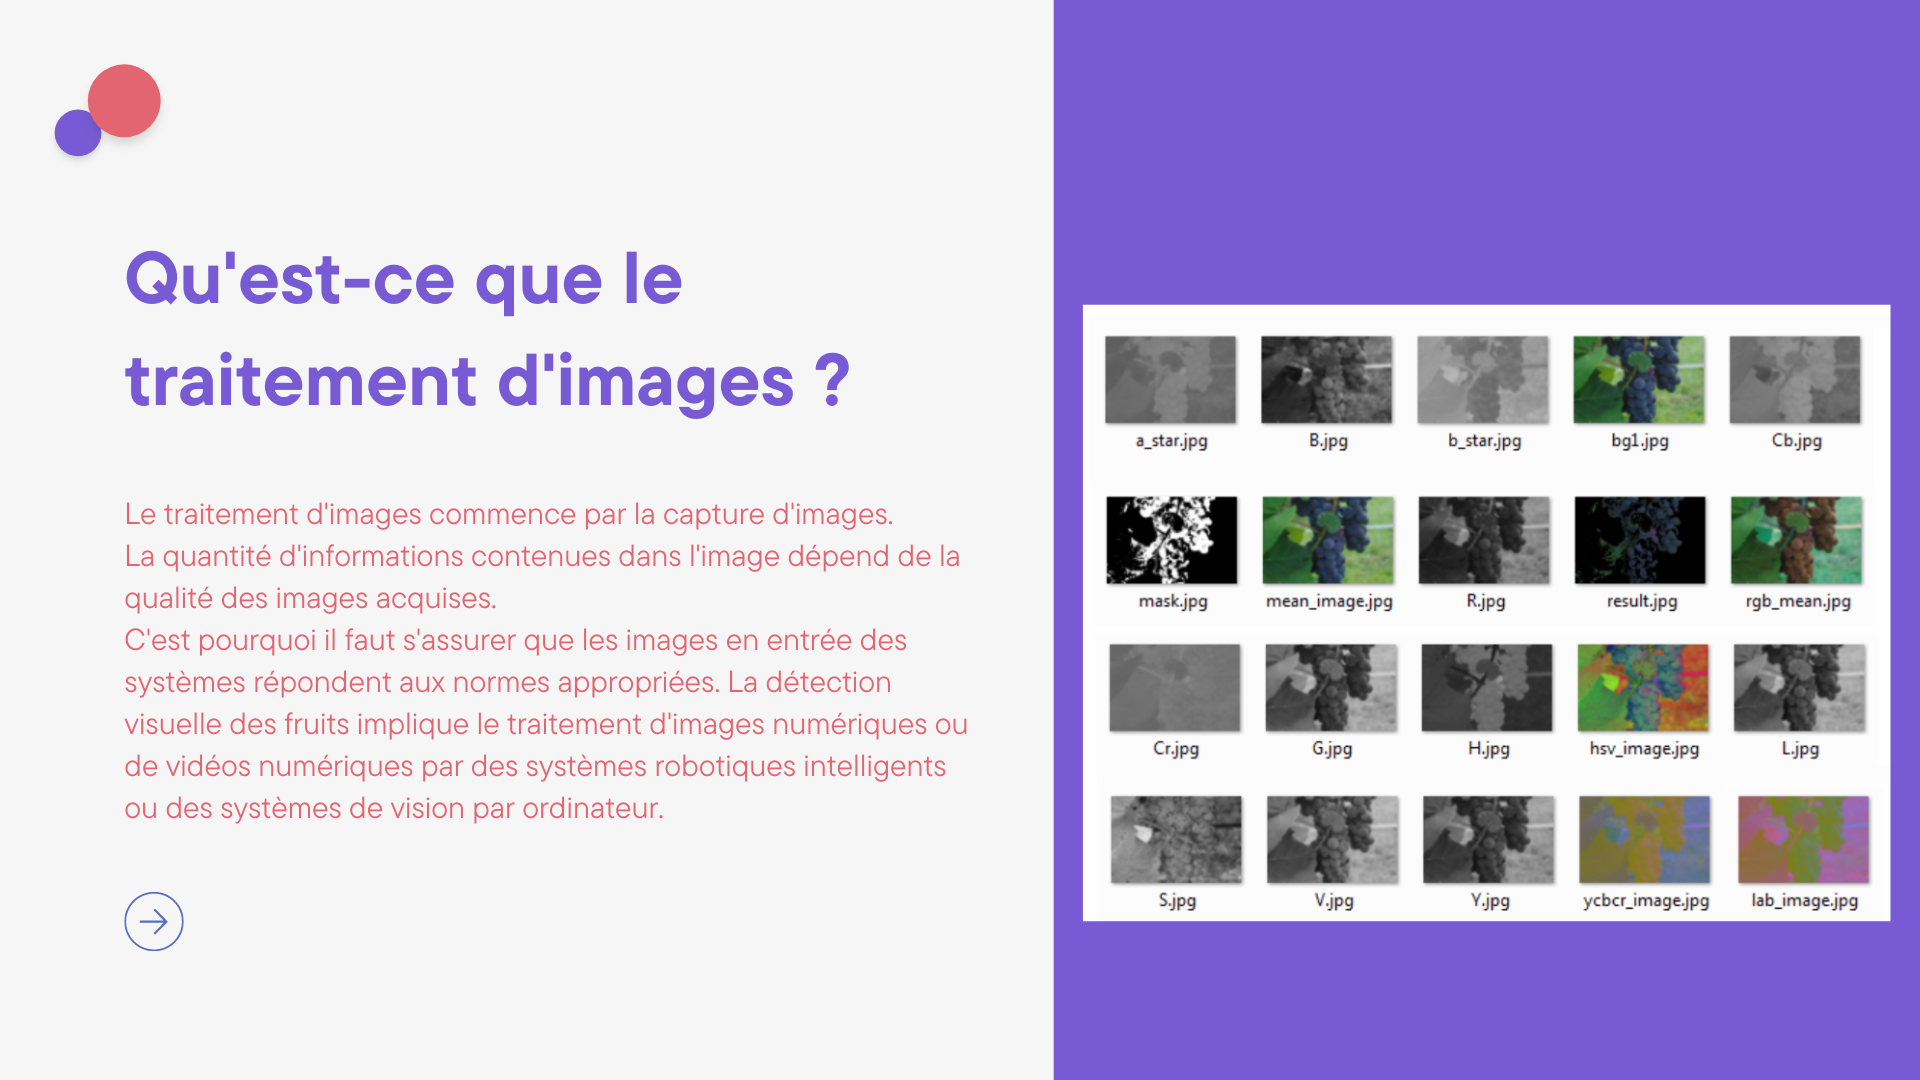 Qu'est-ce que le
traitement d'images ?
Le traitement d'images commence par la capture d'images.
La quantité d'informations contenues dans l'image dépend de la
qualité des images acquises.
C'est pourquoi il faut s'assurer que les images en entrée des
systèmes répondent aux normes appropriées. La détection
visuelle des fruits implique le traitement d'images numériques ou
de vidéos numériques par des systèmes robotiques intelligents
ou des systèmes de vision par ordinateur.
a_star.jpg B.jpg b_star.jpg bg1.jpg Cb.jpg
mask.jpg mean_image.jpg R.jpg result.jpg rgb_mean.jpg
Cr.jpg G.jpg H.jpg hsv_image.jpg L.jpg
S.jpg V.jpg Y.jpg ycbcr_image.jpg lab_image.jpg